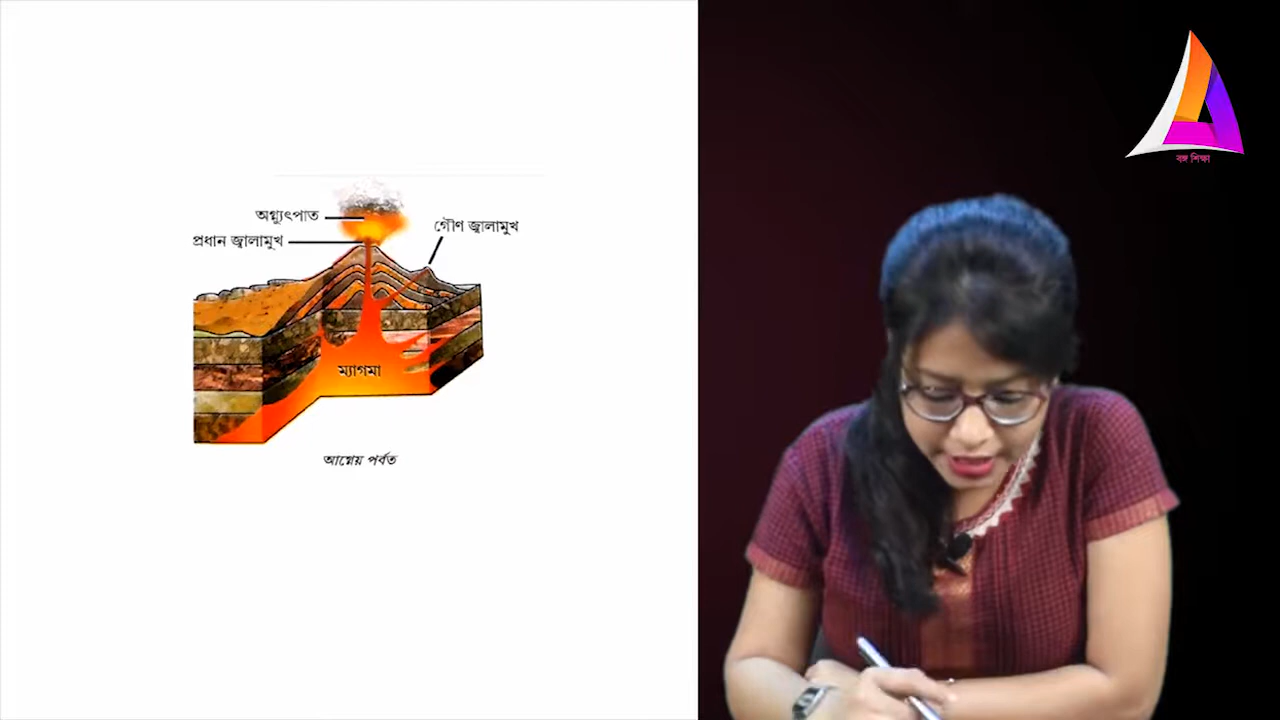 অগ্ন্যুৎপাত
গৌণ জ্বালামুখ
প্রধান জ্বালামুখ
ম্যাগমা
আগ্নেয় পর্বত
বঙ্গ শিক্ষা